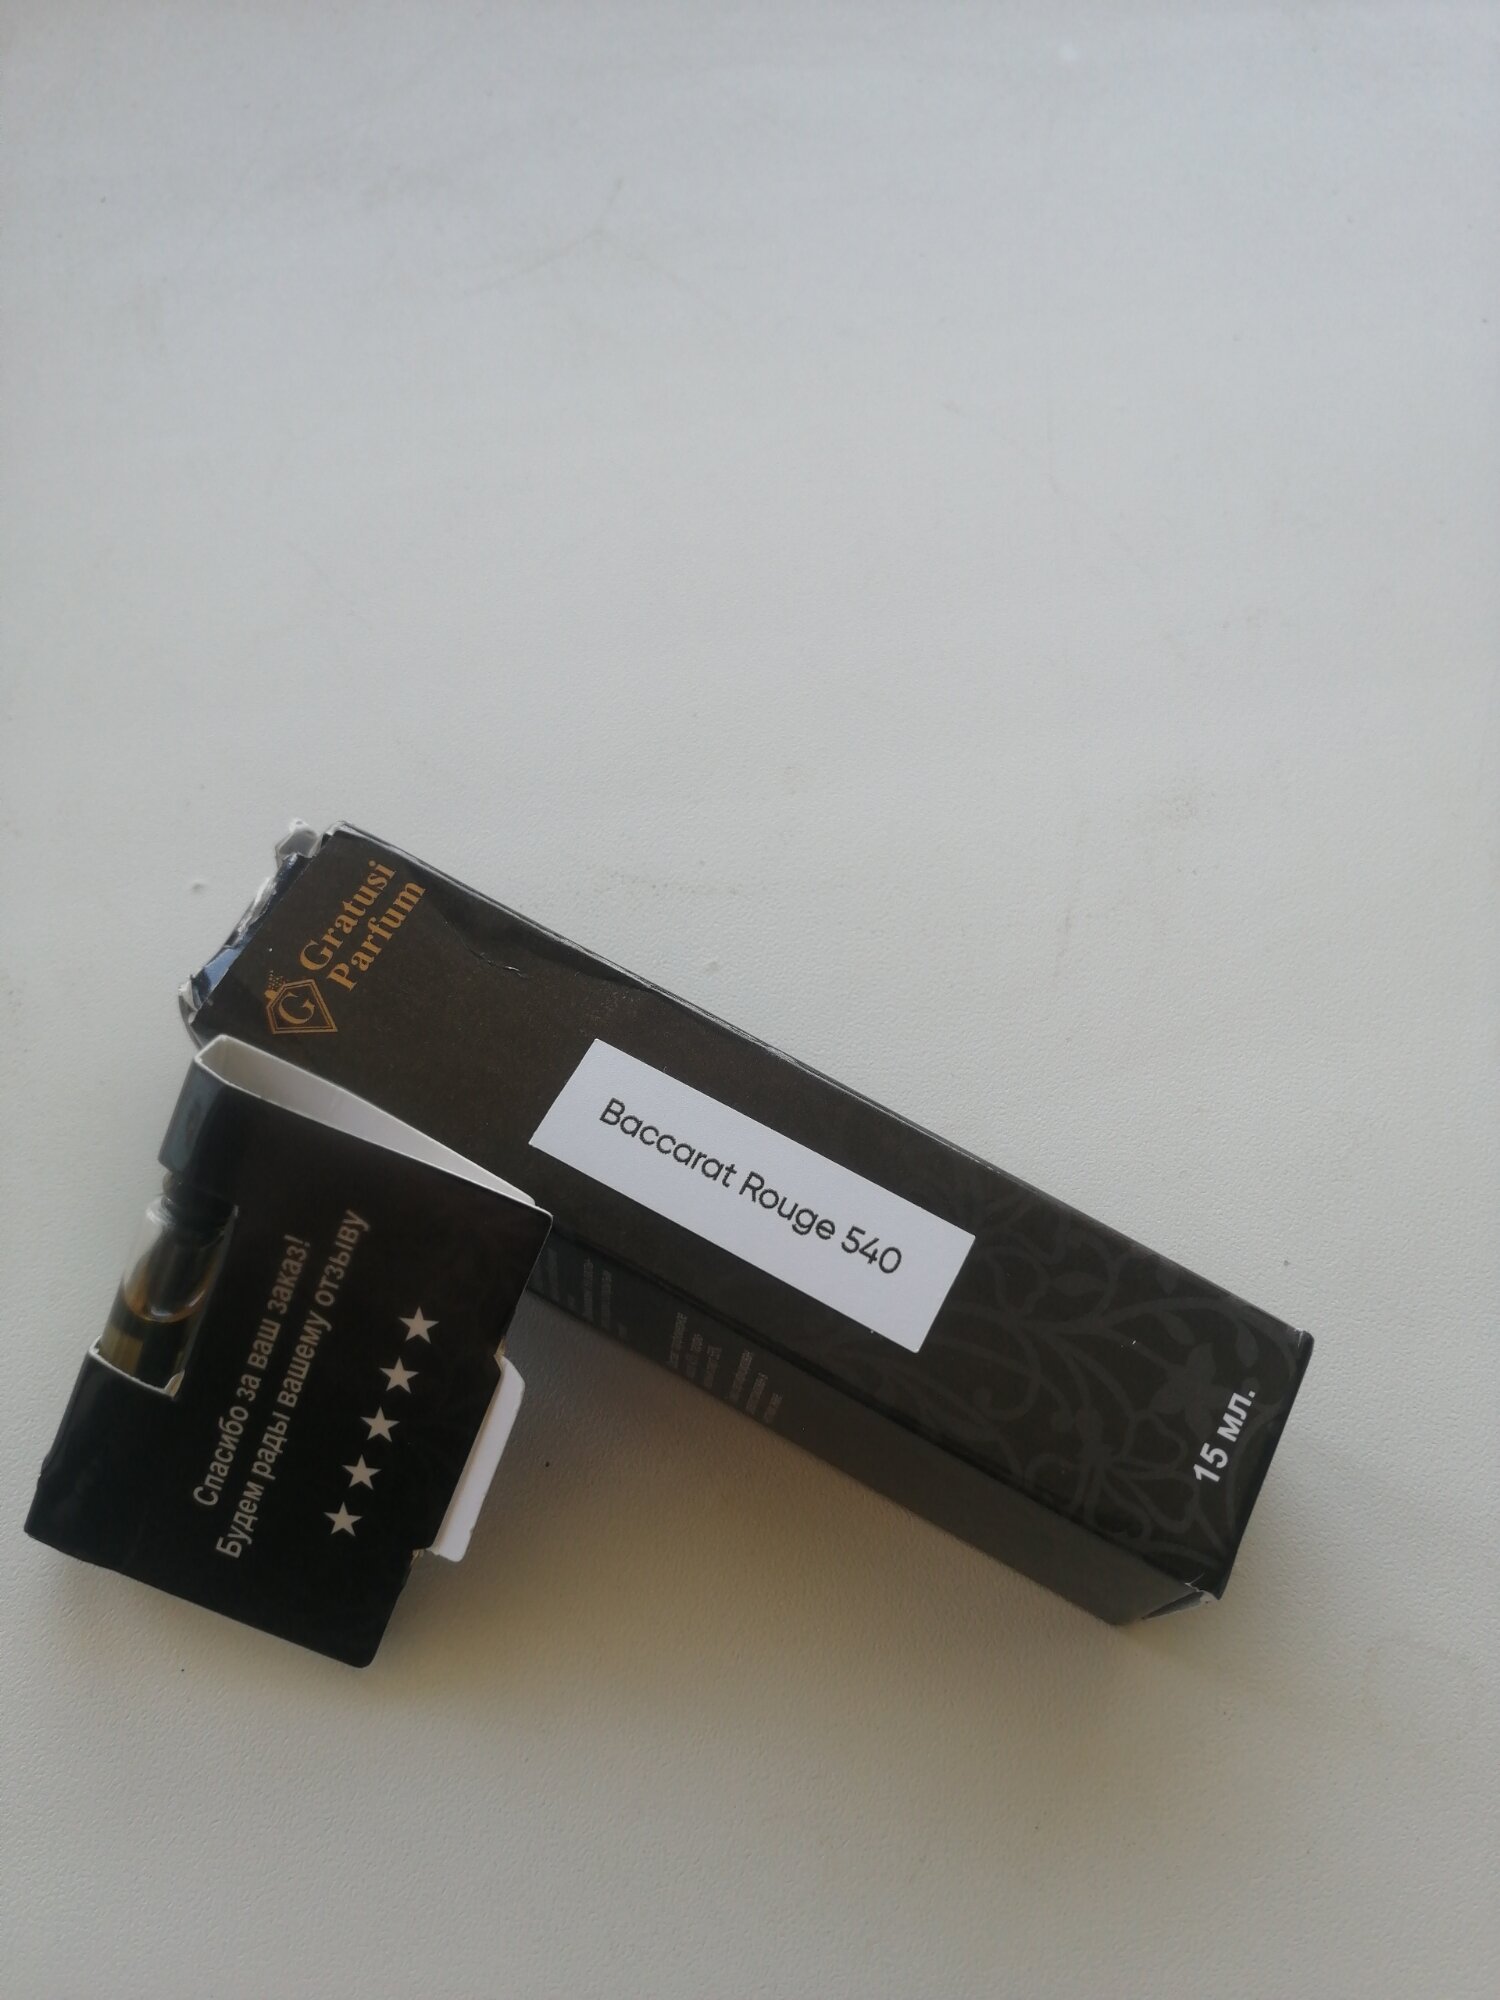 G
Gratusi
Parfum
Baccarat Rouge 540
15 мл.
Спасибо за ваш заказ!
Будем рады вашему отзыву